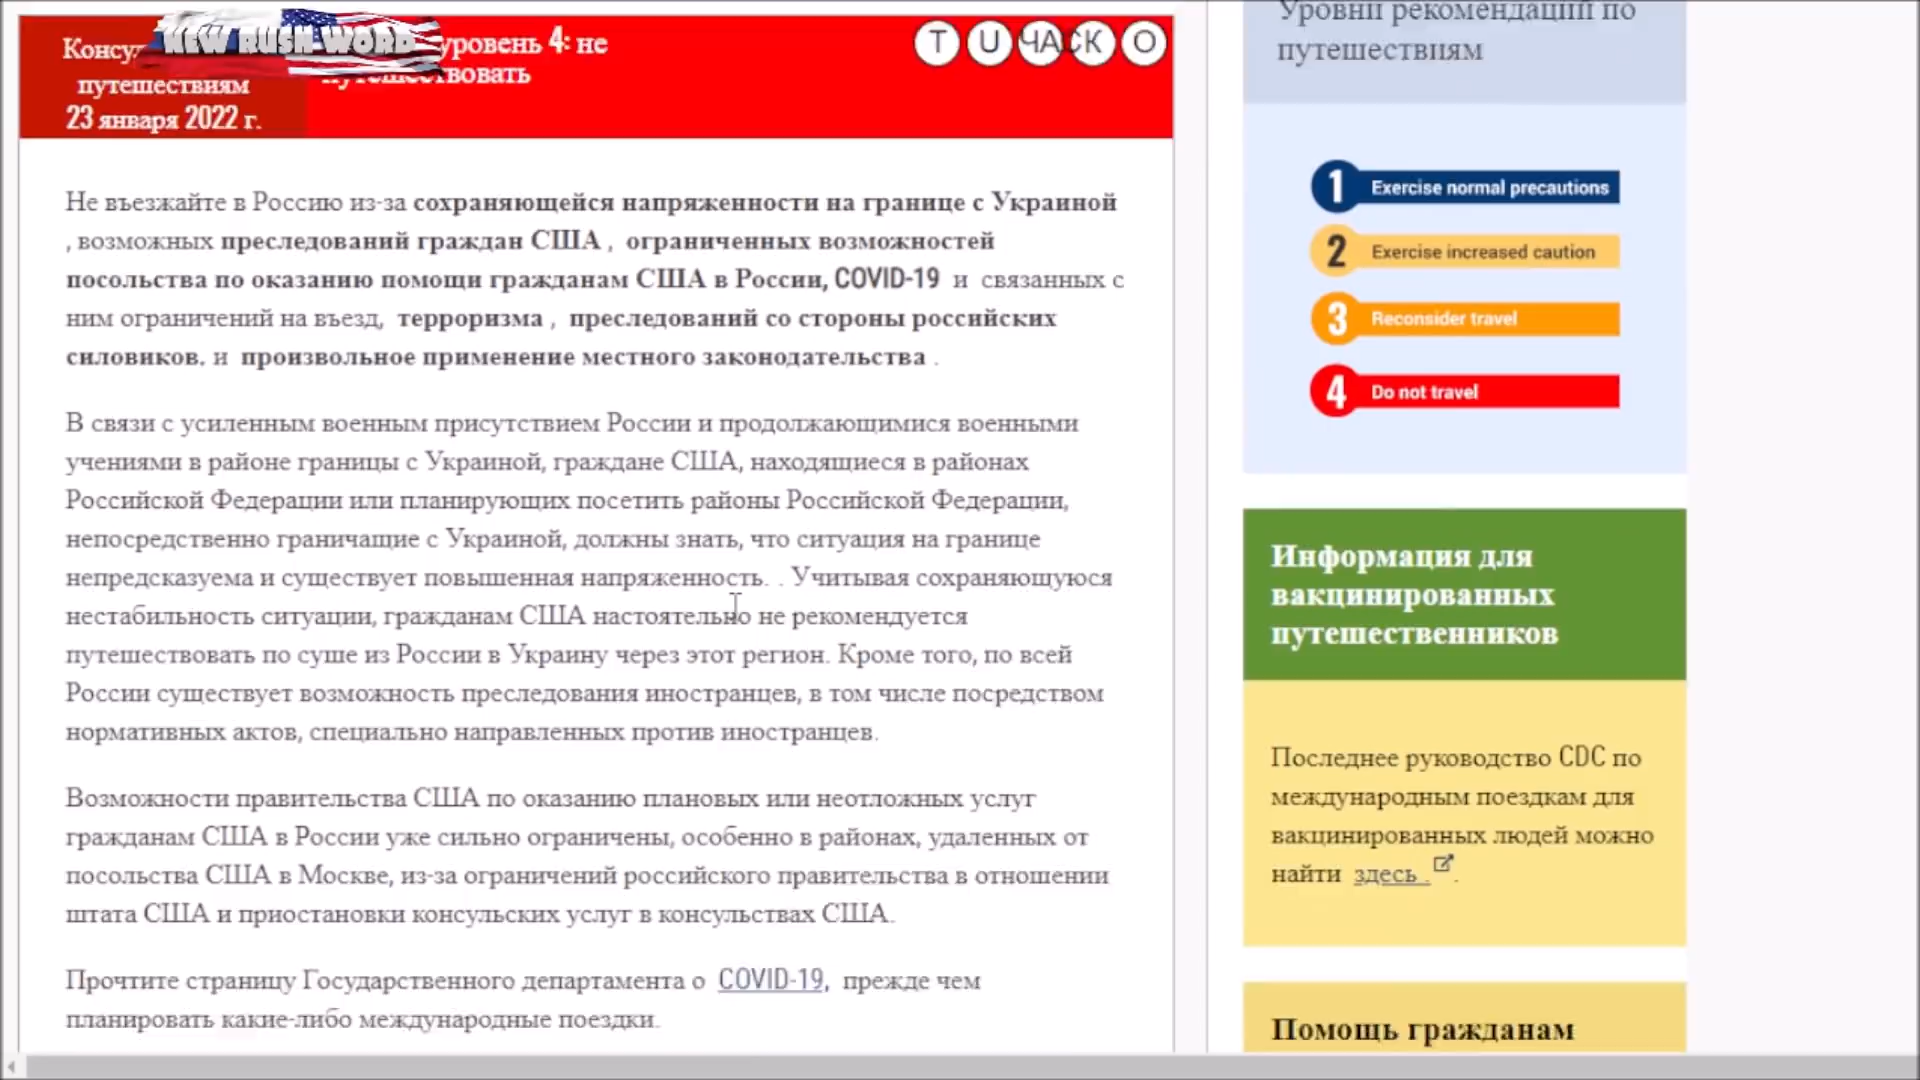 NEW RUSH WORD
уровень 4: не
путешествовать
путешествиям
23 января 2022 г.
T U ЧАСК O
Не въезжайте в Россию из-за сохраняющейся напряженности на границе с Украиной
, возможных преследований граждан США , ограниченных возможностей
посольства по оказанию помощи гражданам США в России, COVID-19 и связанных с
ним ограничений на въезд, терроризма , преследований со стороны российских
силовиков. и произвольное применение местного законодательства .
В связи с усиленным военным присутствием России и продолжающимися военными
учениями в районе границы с Украиной, граждане США, находящиеся в районах
Российской Федерации или планирующих посетить районы Российской Федерации,
непосредственно граничащие с Украиной, должны знать, что ситуация на границе
непредсказуема и существует повышенная напряженность. . Учитывая сохраняющуюся
нестабильность ситуации, гражданам США настоятельно не рекомендуется
путешествовать по суше из России в Украину через этот регион. Кроме того, по всей
России существует возможность преследования иностранцев, в том числе посредством
нормативных актов, специально направленных против иностранцев.
Возможности правительства США по оказанию плановых или неотложных услуг
гражданам США в России уже сильно ограничены, особенно в районах, удаленных от
посольства США в Москве, из-за ограничений российского правительства в отношении
штата США и приостановки консульских услуг в консульствах США.
Прочтите страницу Государственного департамента о COVID-19, прежде чем
планировать какие-либо международные поездки.
Уровни рекомендаций по
путешествиям
1 Exercise normal precautions
2 Exercise increased caution
3 Reconsider travel
4 Do not travel
Информация для
вакцинированных
путешественников
Последнее руководство CDC по
международным поездкам для
вакцинированных людей можно
найти здесь .
Помощь гражданам